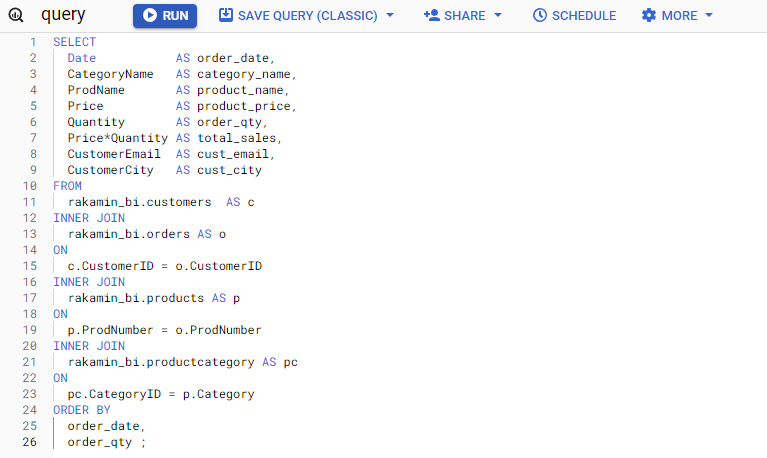 query RUN SAVE QUERY (CLASSIC) SHARE SCHEDULE MORE
1 SELECT
2 Date AS order_date,
3 CategoryName AS category_name,
4 ProdName AS product_name,
5 Price AS product_price,
6 Quantity AS order_qty,
7 Price*Quantity AS total_sales,
8 CustomerEmail AS cust_email,
9 CustomerCity AS cust_city
10 FROM
11 rakamin_bi.customers AS c
12 INNER JOIN
13 rakamin_bi.orders AS o
14 ON
15 c.CustomerID = o.CustomerID
16 INNER JOIN
17 rakamin_bi.products AS p
18 ON
19 p.ProdNumber = o.ProdNumber
20 INNER JOIN
21 rakamin_bi.productcategory AS pc
22 ON
23 pc.CategoryID = p.Category
24 ORDER BY
25 order_date,
26 order_qty ;